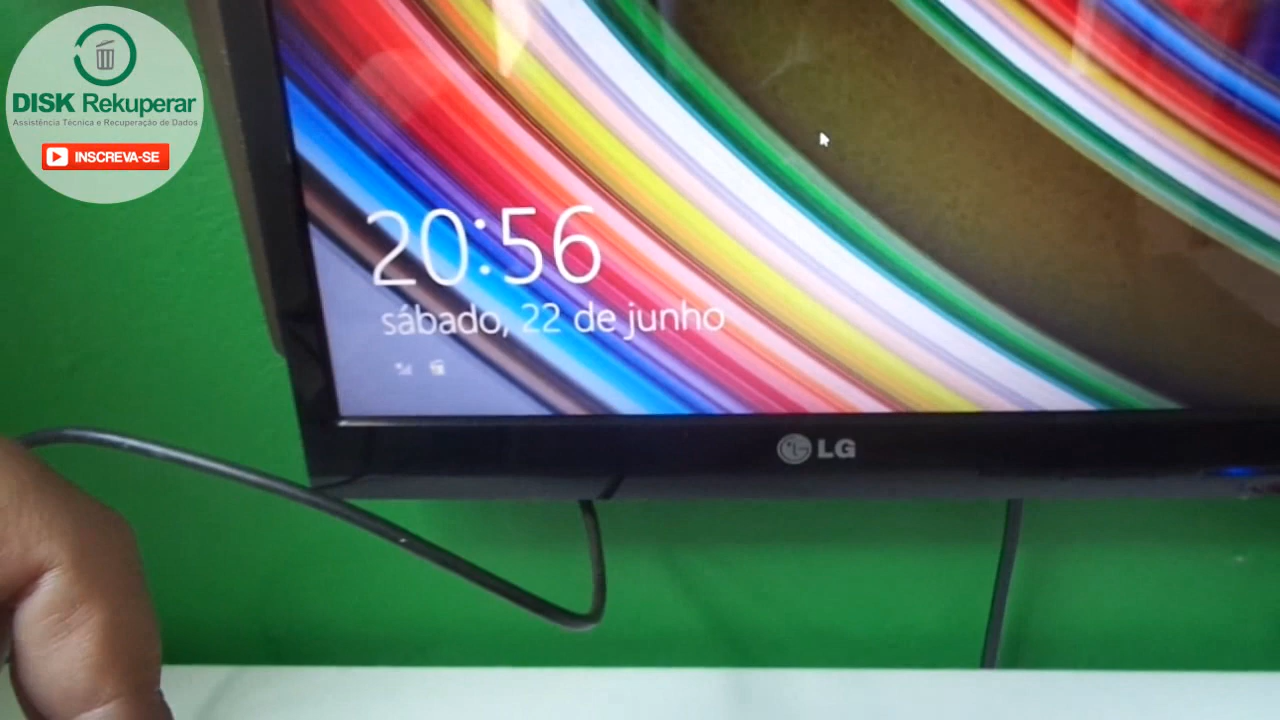 DISK Rekuperar
Assistência Técnica e Recuperação de Dados
INSCREVA-SE
20:56
sábado, 22 de junho
LG